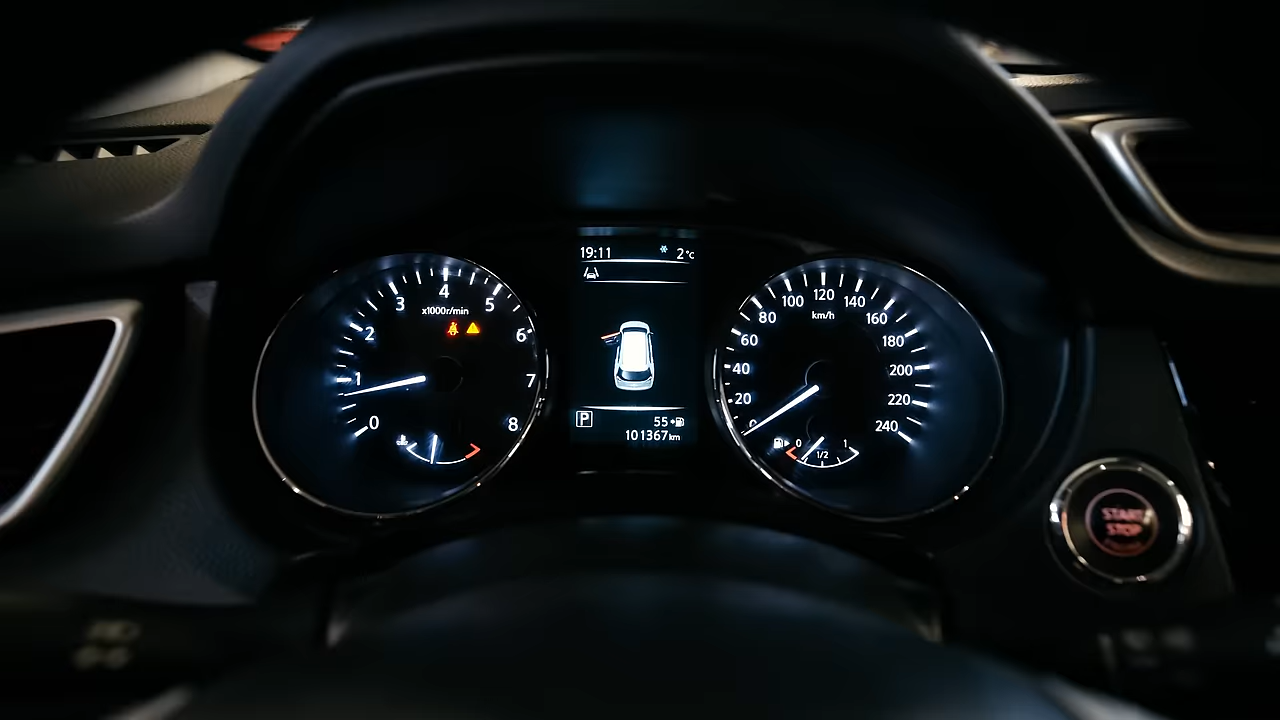 19:11 2°C
0 1 2 3 4 5 6 7 8
x1000r/min
P
55
101367km
0 20 40 60 80 100 120 140 160 180 200 220 240
km/h
0 1/2 1
START
STOP